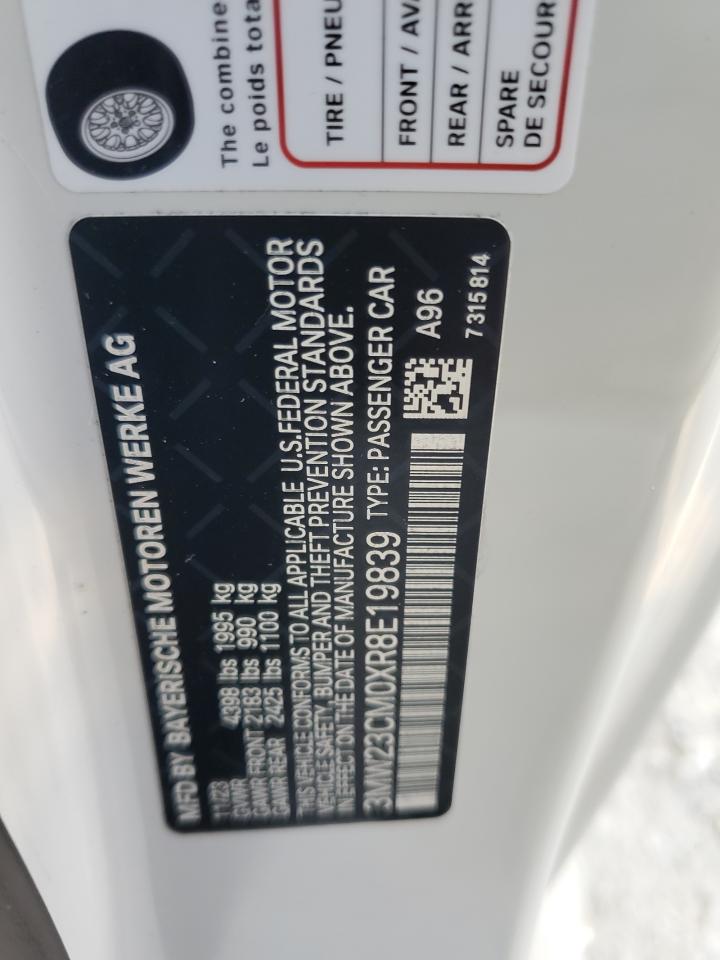 The combine
Le poids tota
TIRE / PNEU
FRONT / AVA
REAR / ARR
SPARE
DE SECOUR
MFD BY BAYERISCHE MOTOREN WERKE AG
11/23
GVWR 4398 lbs 1995 kg
GAWR FRONT 2183 lbs 990 kg
GAWR REAR 2425 lbs 1100 kg
THIS VEHICLE CONFORMS TO ALL APPLICABLE U.S.FEDERAL MOTOR
VEHICLE SAFETY, BUMPER AND THEFT PREVENTION STANDARDS
IN EFFECT ON THE DATE OF MANUFACTURE SHOWN ABOVE.
3MW23CM0XR8E19839 TYPE: PASSENGER CAR
A96
7 315 814